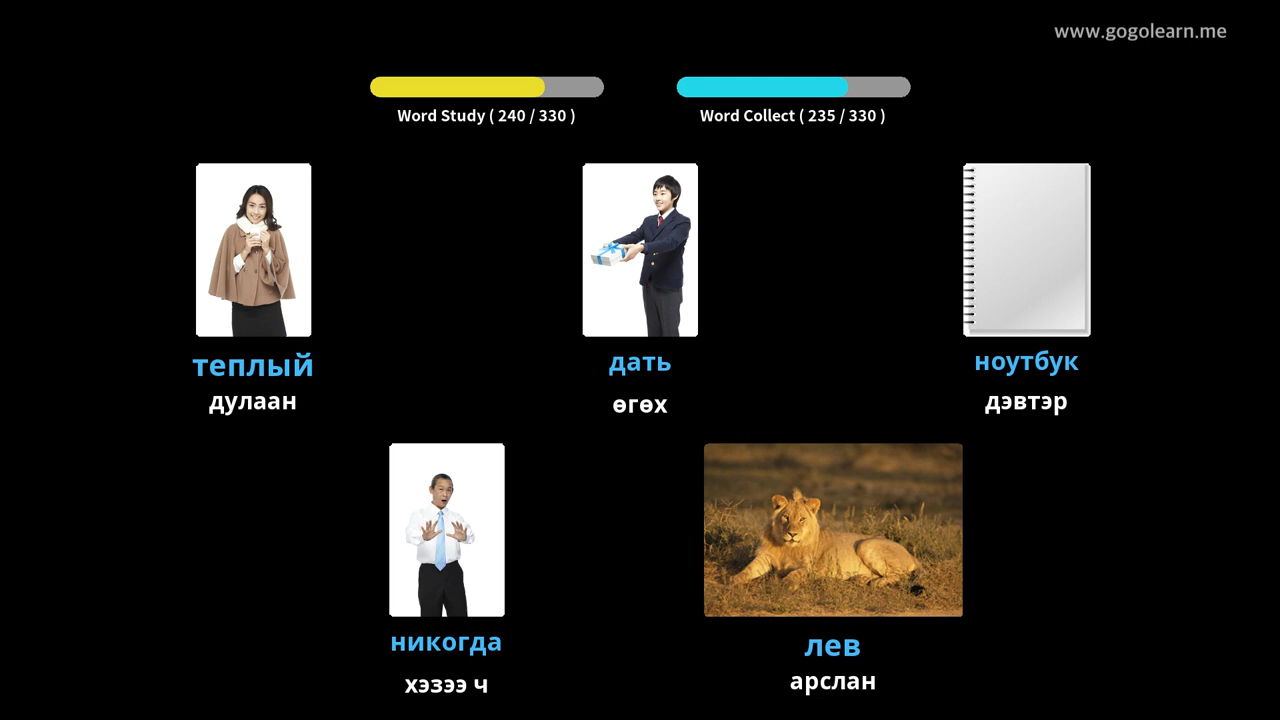 www.gogolearn.me
Word Study ( 240 / 330 )
Word Collect ( 235 / 330 )
теплый
дулаан
дать
өгөх
ноутбук
дэвтэр
никогда
хэзээ ч
лев
арслан